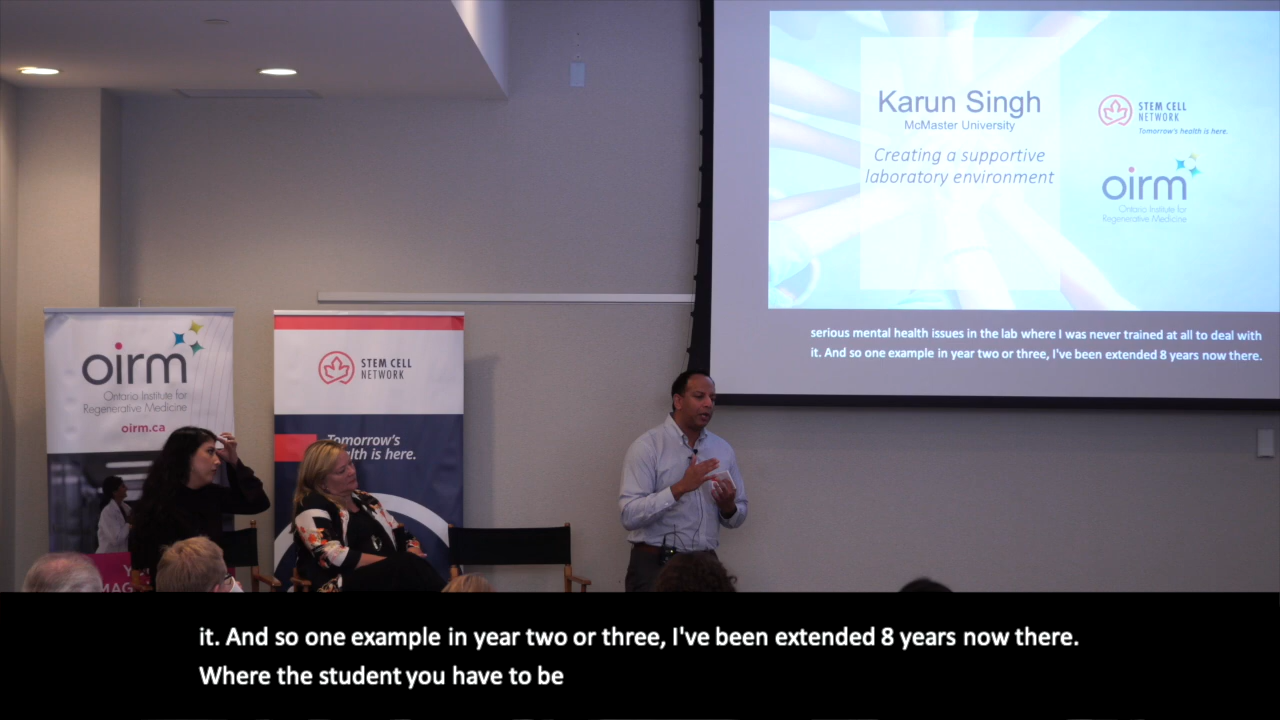 Karun Singh
McMaster University
Creating a supportive
laboratory environment
STEM CELL
NETWORK
Tomorrow's health is here.
oirm
Ontario Institute for
Regenerative Medicine
serious mental health issues in the lab where I was never trained at all to deal with
it. And so one example in year two or three, I've been extended 8 years now there.
oirm
Ontario Institute for
Regenerative Medicine
oirm.ca
STEM CELL
NETWORK
Tomorrow's
is here.
it. And so one example in year two or three, I've been extended 8 years now there.
Where the student you have to be